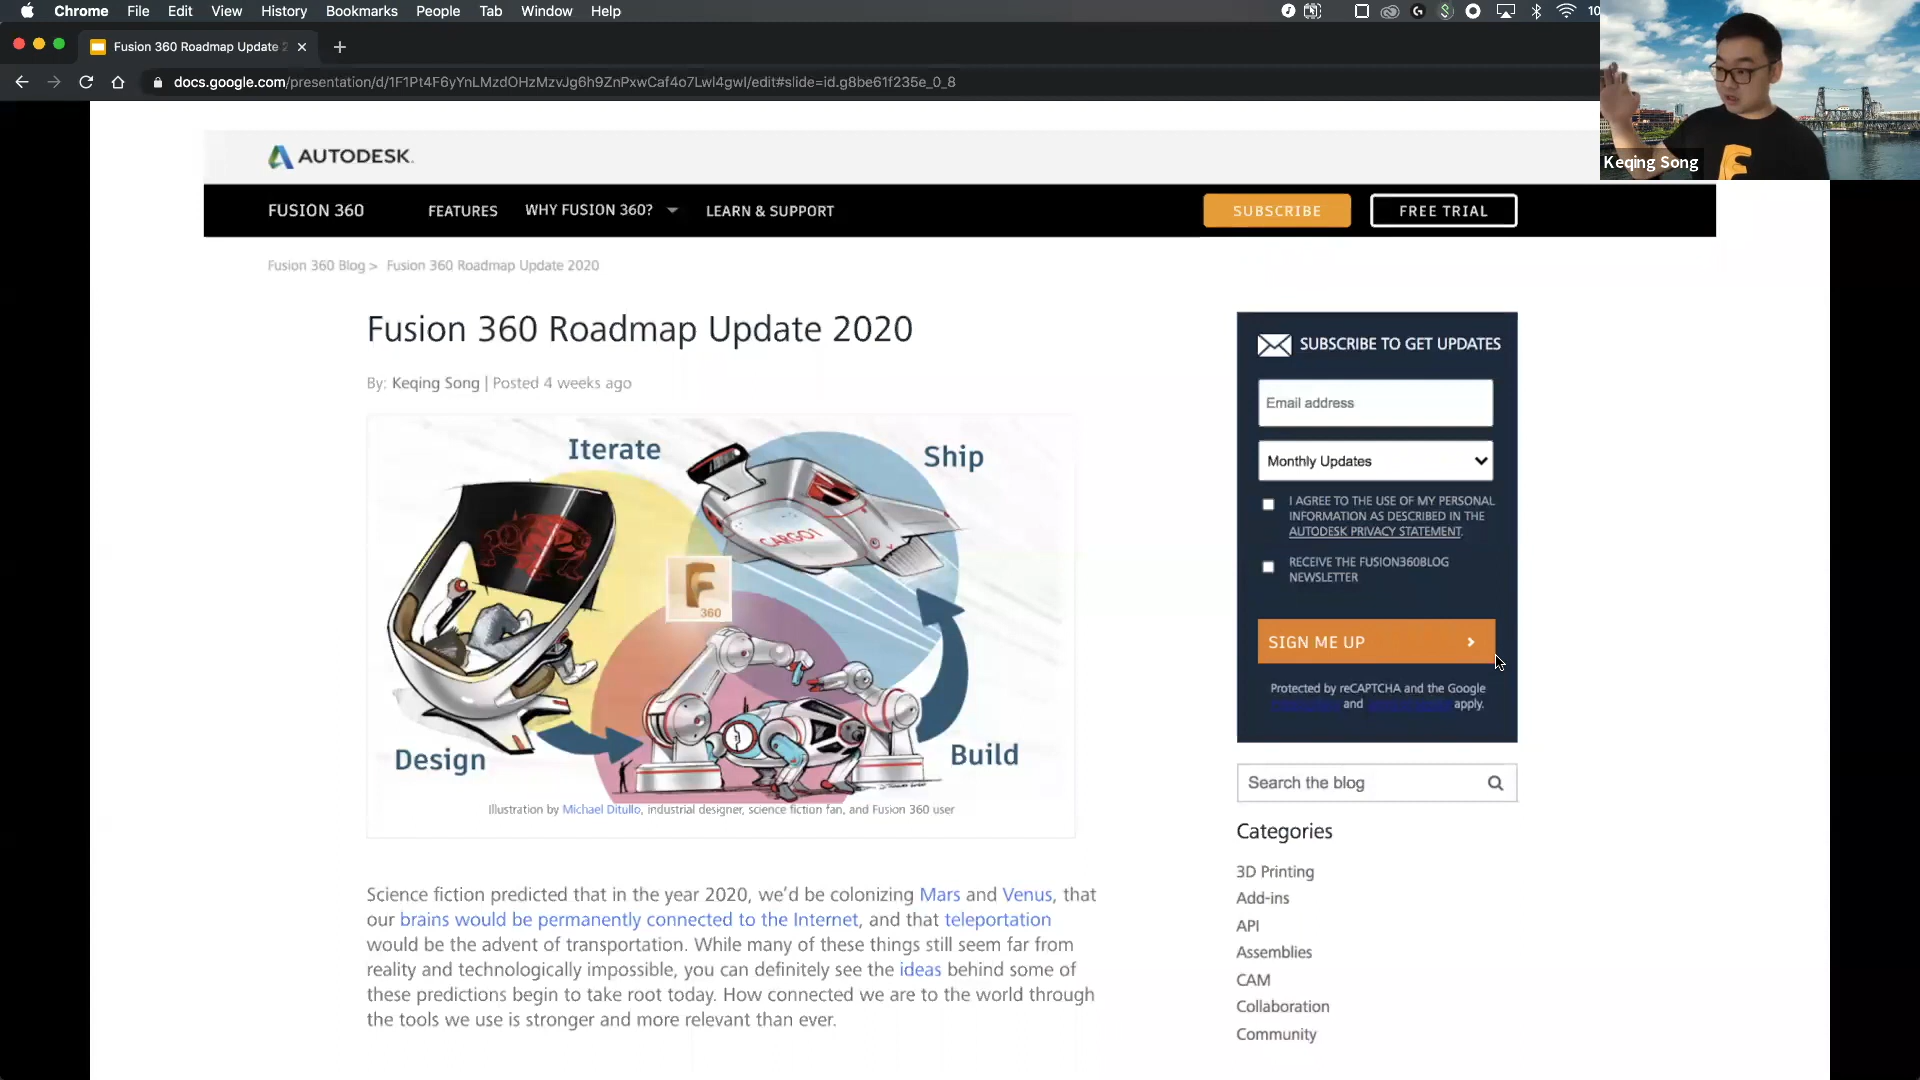 Chrome File Edit View History Bookmarks People Tab Window Help
10
Fusion 360 Roadmap Update 2
docs.google.com/presentation/d/1F1Pt4F6yYnLMzdOHzMzvJg6h9ZnPxwCaf4o7Lwl4gwI/edit#slide=id.g8be61f235e_0_8
Keqing Song
AUTODESK.
FUSION 360 FEATURES WHY FUSION 360? LEARN & SUPPORT SUBSCRIBE FREE TRIAL
Fusion 360 Blog > Fusion 360 Roadmap Update 2020
Fusion 360 Roadmap Update 2020
By: Keqing Song | Posted 4 weeks ago
Iterate
Ship
CARGO1
F
360
Design
Build
Illustration by Michael Ditullo, industrial designer, science fiction fan, and Fusion 360 user
Science fiction predicted that in the year 2020, we'd be colonizing Mars and Venus, that
our brains would be permanently connected to the Internet, and that teleportation
would be the advent of transportation. While many of these things still seem far from
reality and technologically impossible, you can definitely see the ideas behind some of
these predictions begin to take root today. How connected we are to the world through
the tools we use is stronger and more relevant than ever.
SUBSCRIBE TO GET UPDATES
Email address
Monthly Updates
I AGREE TO THE USE OF MY PERSONAL
INFORMATION AS DESCRIBED IN THE
AUTODESK PRIVACY STATEMENT.
RECEIVE THE FUSION360BLOG
NEWSLETTER
SIGN ME UP
Protected by reCAPTCHA and the Google
and apply.
Search the blog
Categories
3D Printing
Add-ins
API
Assemblies
CAM
Collaboration
Community